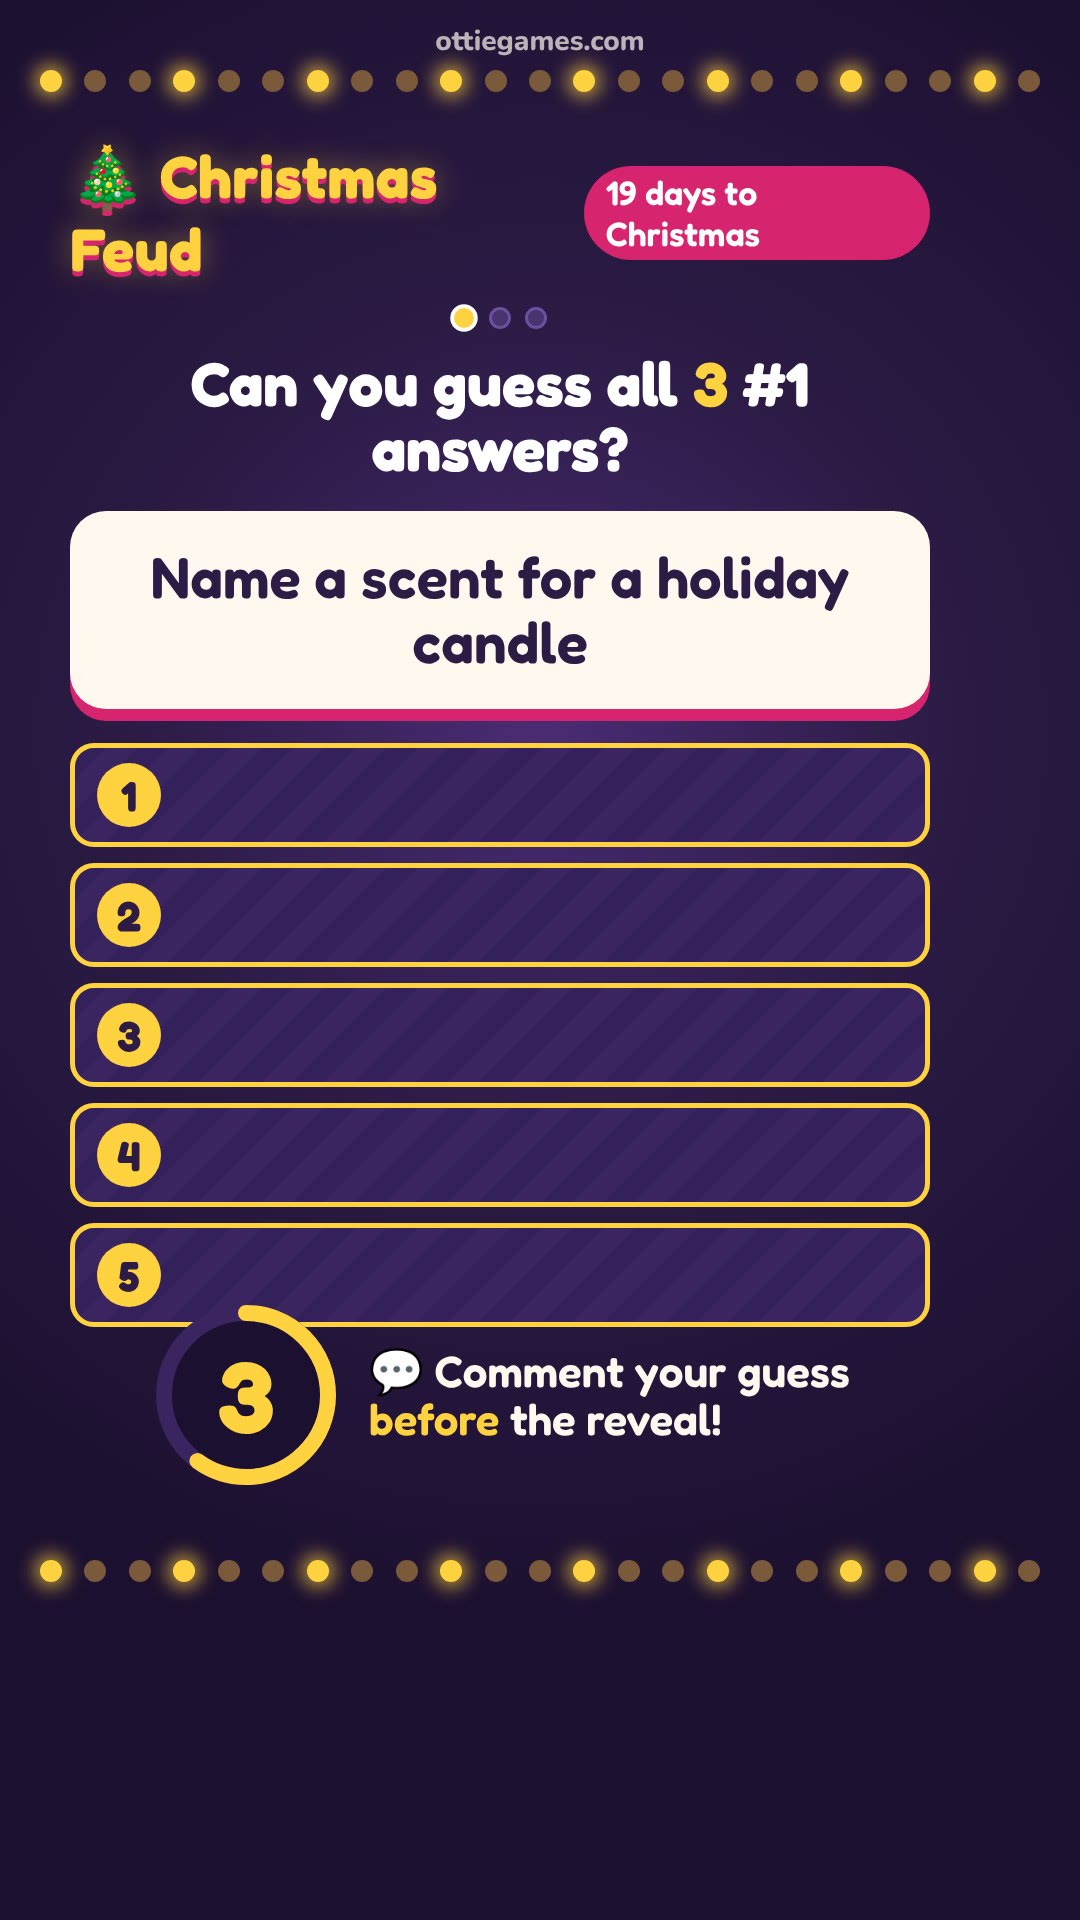 ottiegames.com
🎄 Christmas
Feud
19 days to
Christmas
Can you guess all 3 #1
answers?
Name a scent for a holiday
candle
1
2
3
4
5
3
💬 Comment your guess
before the reveal!